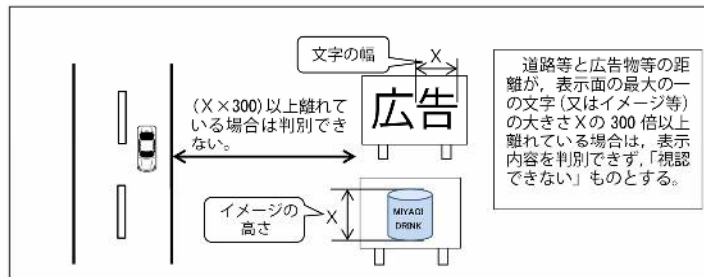 文字の幅
X
広告
(X×300)以上離れて
いる場合は判別でき
ない。
イメージの
高さ
X
MIYAGI
DRINK
道路等と広告物等の距
離が，表示面の最大の一
の文字(又はイメージ等)
の大きさXの 300 倍以上
離れている場合は，表示
内容を判別できず，「視認
できない」ものとする。